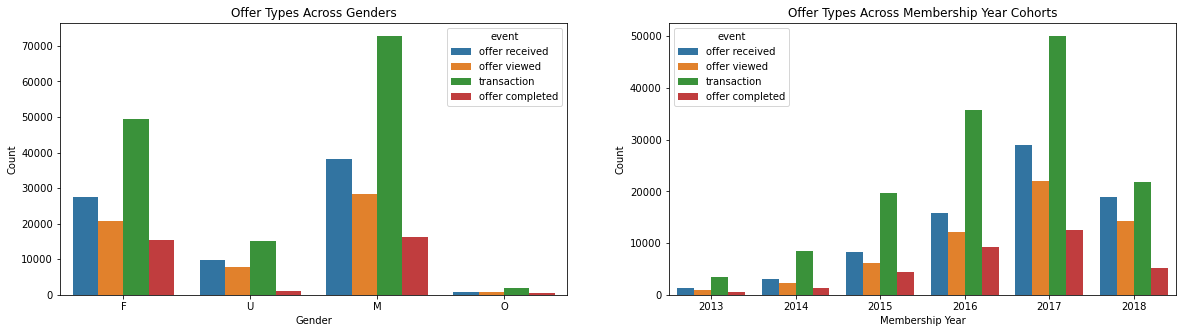 Offer Types Across Genders
event
offer received
offer viewed
transaction
offer completed
70000
60000
50000
40000
30000
20000
10000
0
Count
F
U
M
O
Gender
Offer Types Across Membership Year Cohorts
event
offer received
offer viewed
transaction
offer completed
50000
40000
30000
20000
10000
0
Count
2013
2014
2015
2016
2017
2018
Membership Year